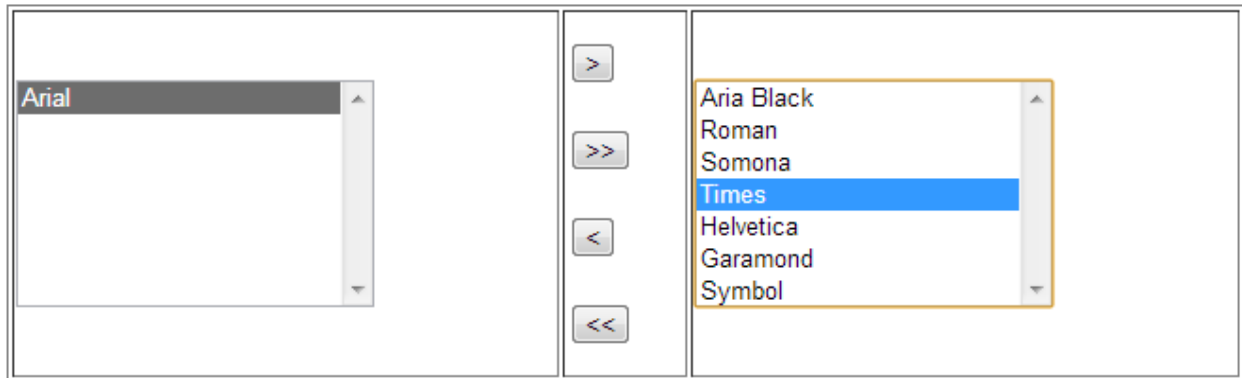 Arial
>
>>
<
<<
Aria Black
Roman
Somona
Times
Helvetica
Garamond
Symbol